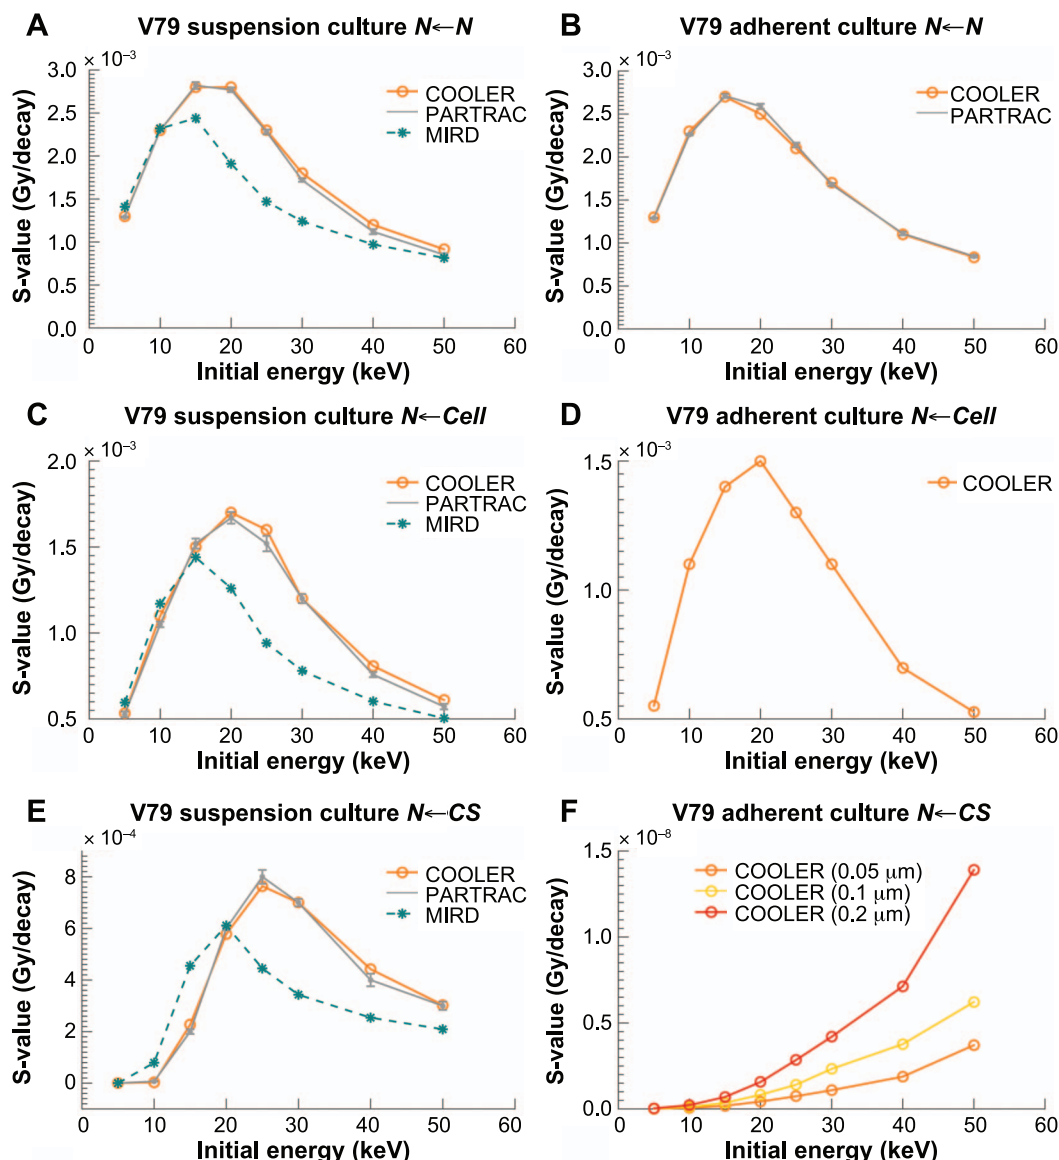 A V79 suspension culture N←N
× 10⁻³
3.0
2.5
2.0
1.5
1.0
0.5
0.0
S-value (Gy/decay)
COOLER
PARTRAC
MIRD
0 10 20 30 40 50 60
Initial energy (keV)
B V79 adherent culture N←N
× 10⁻³
3.0
2.5
2.0
1.5
1.0
0.5
0.0
S-value (Gy/decay)
COOLER
PARTRAC
0 10 20 30 40 50 60
Initial energy (keV)
C V79 suspension culture N←Cell
× 10⁻³
2.0
1.5
1.0
0.5
S-value (Gy/decay)
COOLER
PARTRAC
MIRD
0 10 20 30 40 50 60
Initial energy (keV)
D V79 adherent culture N←Cell
× 10⁻³
1.5
1.0
0.5
S-value (Gy/decay)
COOLER
0 10 20 30 40 50 60
Initial energy (keV)
E V79 suspension culture N←CS
× 10⁻⁴
8
6
4
2
0
S-value (Gy/decay)
COOLER
PARTRAC
MIRD
0 10 20 30 40 50 60
Initial energy (keV)
F V79 adherent culture N←CS
× 10⁻⁸
1.5
1.0
0.5
0.0
S-value (Gy/decay)
COOLER (0.05 μm)
COOLER (0.1 μm)
COOLER (0.2 μm)
0 10 20 30 40 50 60
Initial energy (keV)